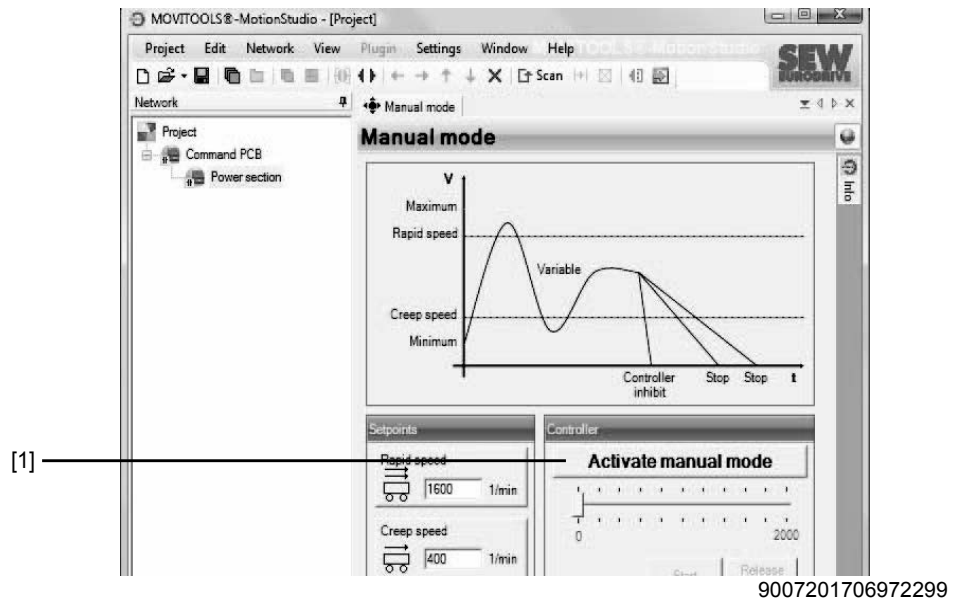 MOVITOOLS®-MotionStudio - [Project]
Project Edit Network View Plugin Settings Window Help
SEW
EURODRIVE
Scan
Network
Manual mode
Project
Command PCB
Power section
Manual mode
Info
V
Maximum
Rapid speed
Variable
Creep speed
Minimum
Controller
inhibit
Stop
Stop
t
Setpoints
Controller
[1]
Rapid speed
Activate manual mode
1600 1/min
0
2000
Creep speed
400 1/min
Start
Release
9007201706972299